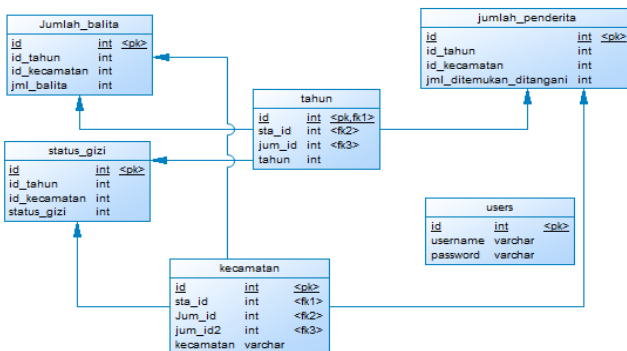 Jumlah_balita
id int <pk>
id_tahun int
id_kecamatan int
jml_balita int
jumlah_penderita
id int <pk>
id_tahun int
id_kecamatan int
jml_ditemukan_ditangani int
tahun
id int <pk,fk1>
sta_id int <fk2>
jum_id int <fk3>
tahun int
status_gizi
id int <pk>
id_tahun int
id_kecamatan int
status_gizi int
users
id int <pk>
username varchar
password varchar
kecamatan
id int <pk>
sta_id int <fk1>
Jum_id int <fk2>
jum_id2 int <fk3>
kecamatan varchar